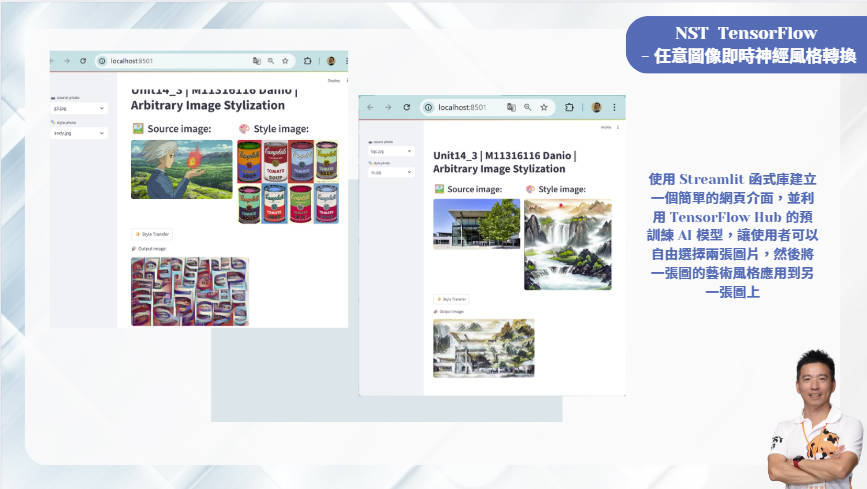 NST TensorFlow
– 任意圖像即時神經風格轉換
localhost:8501
Deploy
source photo
style photo
andy.jpg
Unit14_3 | M11316116 Danio |
Arbitrary Image Stylization
Source image:
Style image:
Style Transfer
Output image:
localhost:8501
source photo
style photo
Unit14_3 | M11316116 Danio |
Arbitrary Image Stylization
Source image:
Style image:
Style Transfer
Output image:
使用 Streamlit 函式庫建立
一個簡單的網頁介面，並利
用 TensorFlow Hub 的預
訓練 AI 模型，讓使用者可以
自由選擇兩張圖片，然後將
一張圖的藝術風格應用到另
一張圖上